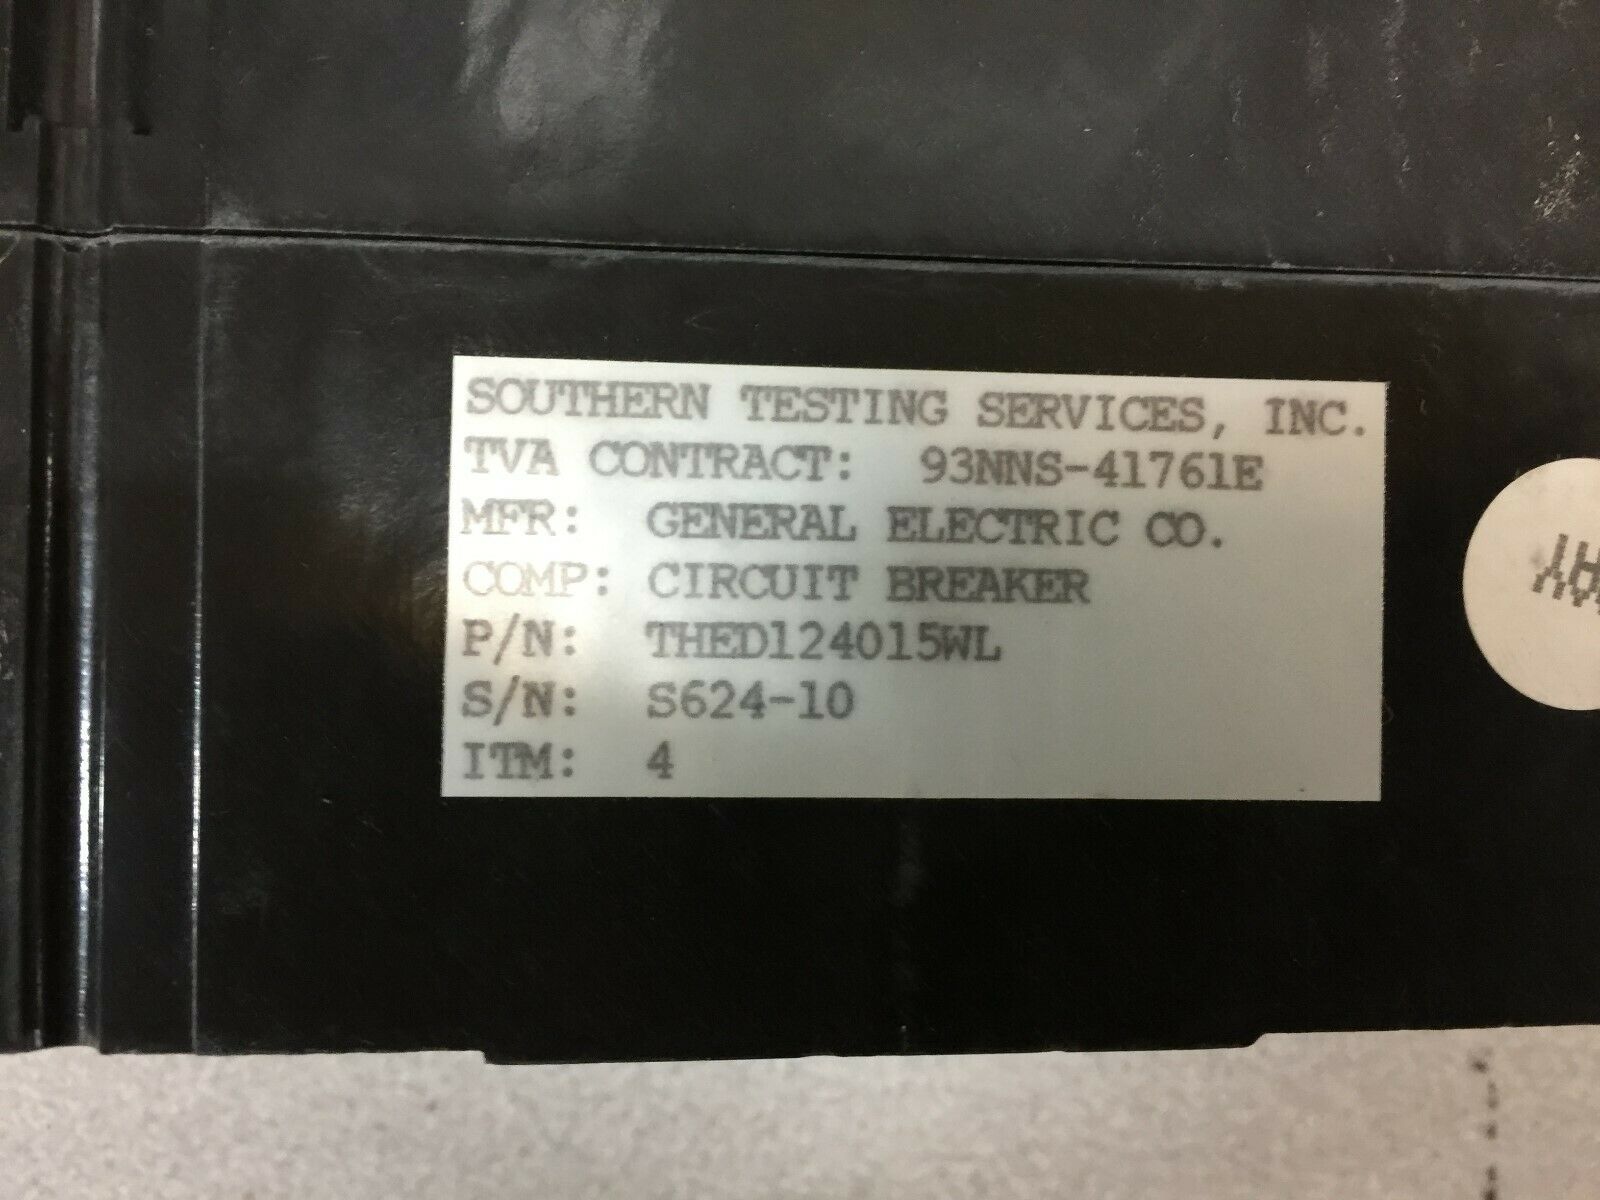 SOUTHERN TESTING SERVICES, INC.
TVA CONTRACT: 93NNS-41761E
MFR: GENERAL ELECTRIC CO.
COMP: CIRCUIT BREAKER
P/N: THED124015WL
S/N: S624-10
ITM: 4